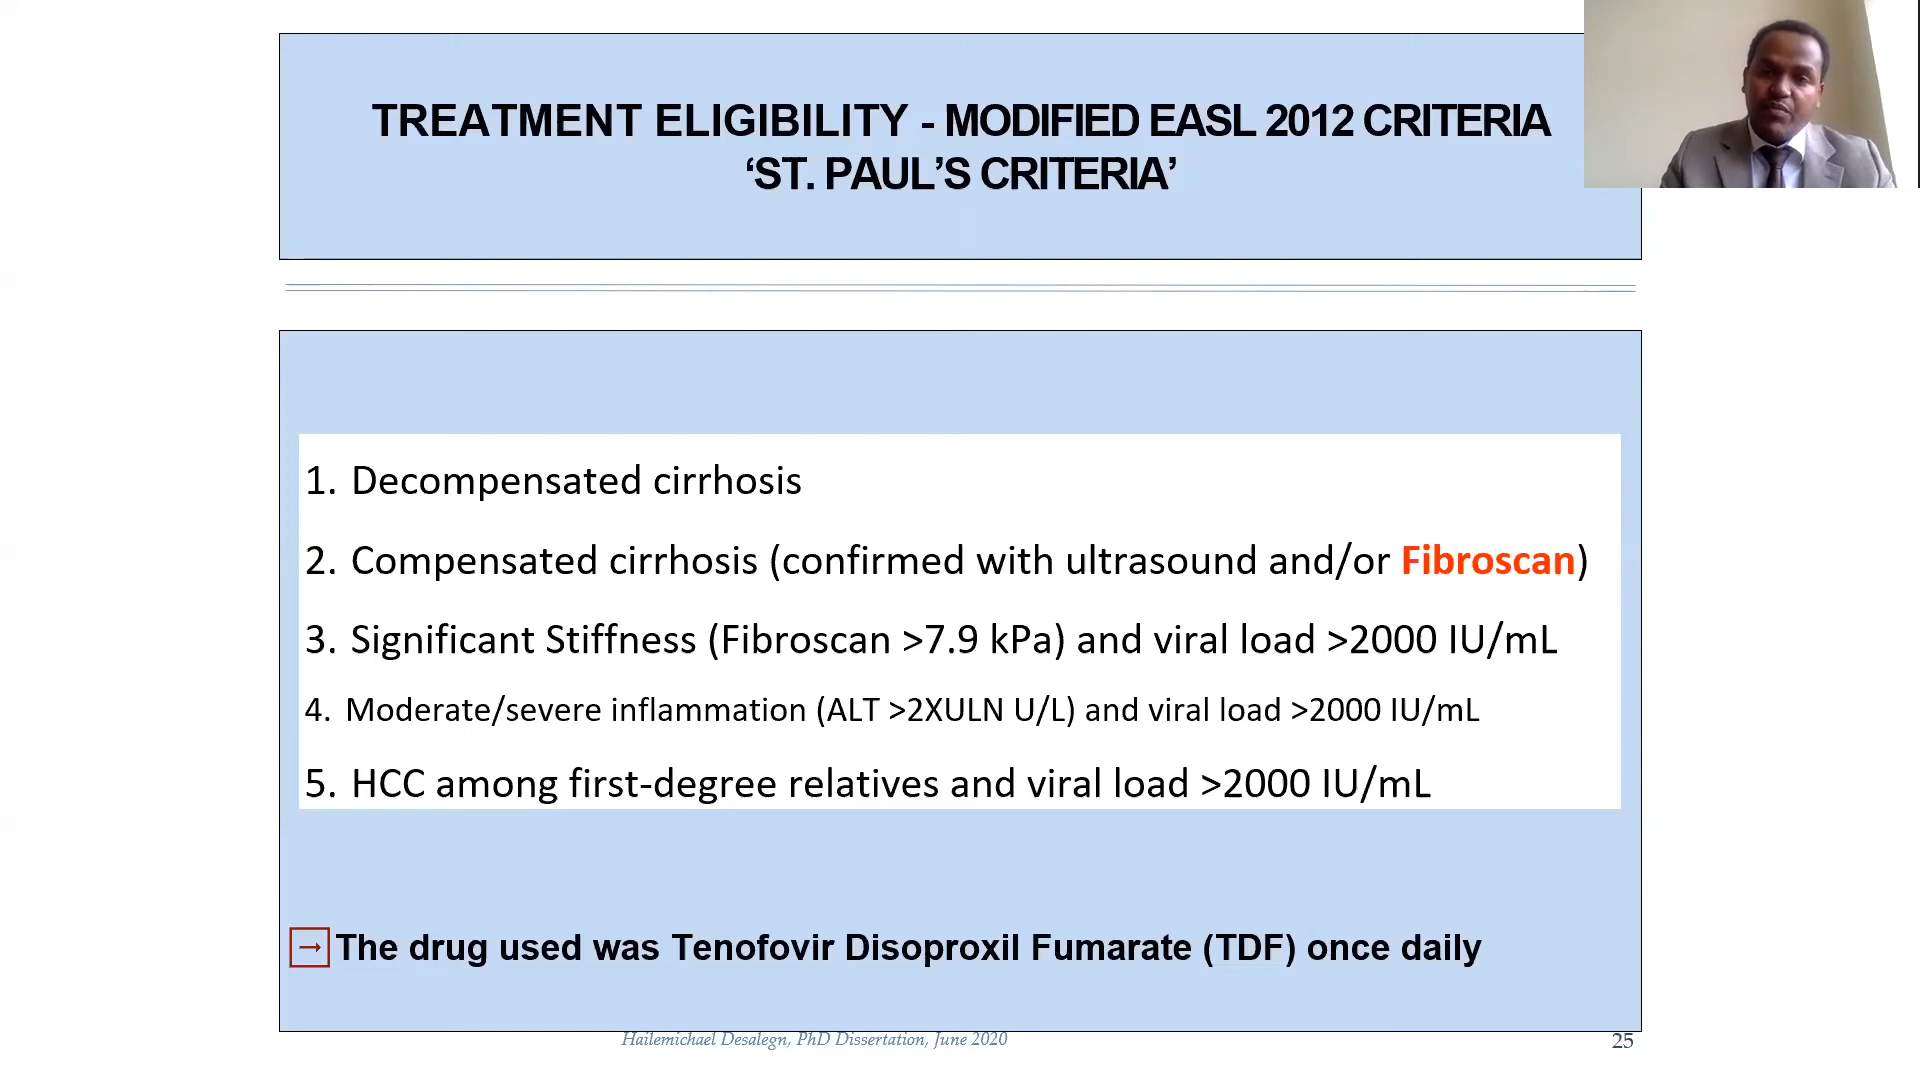 TREATMENT ELIGIBILITY - MODIFIED EASL 2012 CRITERIA
‘ST. PAUL’S CRITERIA’
1. Decompensated cirrhosis
2. Compensated cirrhosis (confirmed with ultrasound and/or Fibroscan)
3. Significant Stiffness (Fibroscan >7.9 kPa) and viral load >2000 IU/mL
4. Moderate/severe inflammation (ALT >2XULN U/L) and viral load >2000 IU/mL
5. HCC among first-degree relatives and viral load >2000 IU/mL
→ The drug used was Tenofovir Disoproxil Fumarate (TDF) once daily
Hailemichael Desalegn, PhD Dissertation, June 2020
25